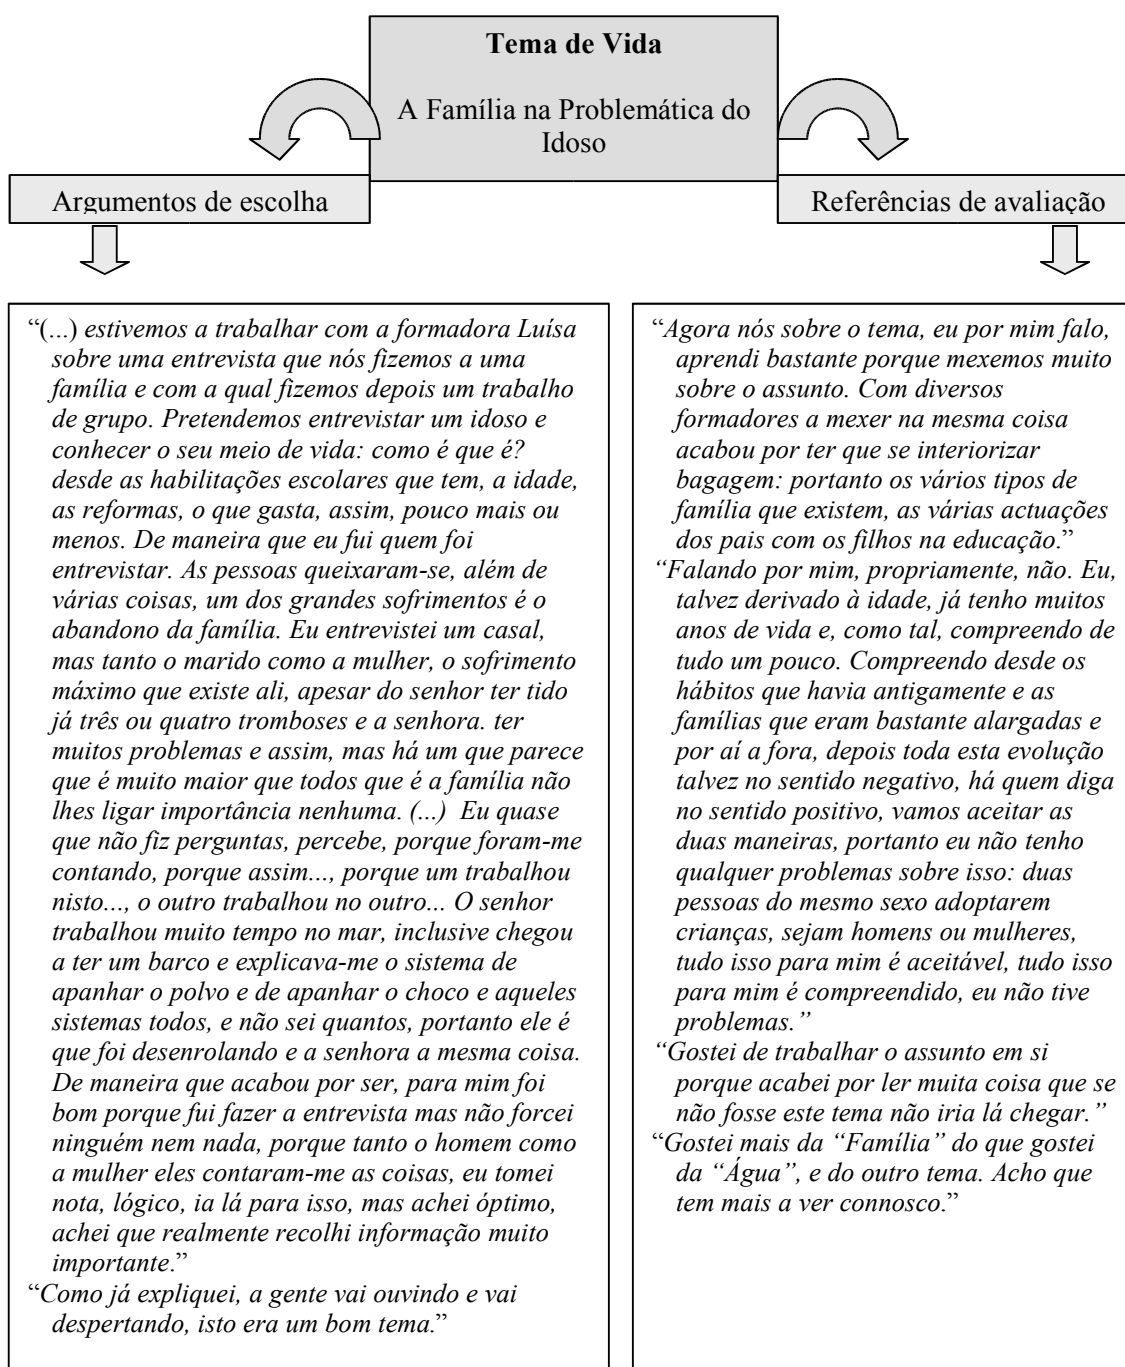 Tema de Vida
A Família na Problemática do
Idoso
Argumentos de escolha
Referências de avaliação
“(...) estivemos a trabalhar com a formadora Luísa
sobre uma entrevista que nós fizemos a uma
família e com a qual fizemos depois um trabalho
de grupo. Pretendemos entrevistar um idoso e
conhecer o seu meio de vida: como é que é?
desde as habilitações escolares que tem, a idade,
as reformas, o que gasta, assim, pouco mais ou
menos. De maneira que eu fui quem foi
entrevistar. As pessoas queixaram-se, além de
várias coisas, um dos grandes sofrimentos é o
abandono da família. Eu entrevistei um casal,
mas tanto o marido como a mulher, o sofrimento
máximo que existe ali, apesar do senhor ter tido
já três ou quatro tromboses e a senhora. ter
muitos problemas e assim, mas há um que parece
que é muito maior que todos que é a família não
lhes ligar importância nenhuma. (...) Eu quase
que não fiz perguntas, percebe, porque foram-me
contando, porque assim..., porque um trabalhou
nisto..., o outro trabalhou no outro... O senhor
trabalhou muito tempo no mar, inclusive chegou
a ter um barco e explicava-me o sistema de
apanhar o polvo e de apanhar o choco e aqueles
sistemas todos, e não sei quantos, portanto ele é
que foi desenrolando e a senhora a mesma coisa.
De maneira que acabou por ser, para mim foi
bom porque fui fazer a entrevista mas não forcei
ninguém nem nada, porque tanto o homem como
a mulher eles contaram-me as coisas, eu tomei
nota, lógico, ia lá para isso, mas achei óptimo,
achei que realmente recolhi informação muito
importante.”
“Como já expliquei, a gente vai ouvindo e vai
despertando, isto era um bom tema.”
“Agora nós sobre o tema, eu por mim falo,
aprendi bastante porque mexemos muito
sobre o assunto. Com diversos
formadores a mexer na mesma coisa
acabou por ter que se interiorizar
bagagem: portanto os vários tipos de
família que existem, as várias actuações
dos pais com os filhos na educação.”
“Falando por mim, propriamente, não. Eu,
talvez derivado à idade, já tenho muitos
anos de vida e, como tal, compreendo de
tudo um pouco. Compreendo desde os
hábitos que havia antigamente e as
famílias que eram bastante alargadas e
por aí a fora, depois toda esta evolução
talvez no sentido negativo, há quem diga
no sentido positivo, vamos aceitar as
duas maneiras, portanto eu não tenho
qualquer problemas sobre isso: duas
pessoas do mesmo sexo adoptarem
crianças, sejam homens ou mulheres,
tudo isso para mim é aceitável, tudo isso
para mim é compreendido, eu não tive
problemas.”
“Gostei de trabalhar o assunto em si
porque acabei por ler muita coisa que se
não fosse este tema não iria lá chegar.”
“Gostei mais da “Família” do que gostei
da “Água”, e do outro tema. Acho que
tem mais a ver connosco.”